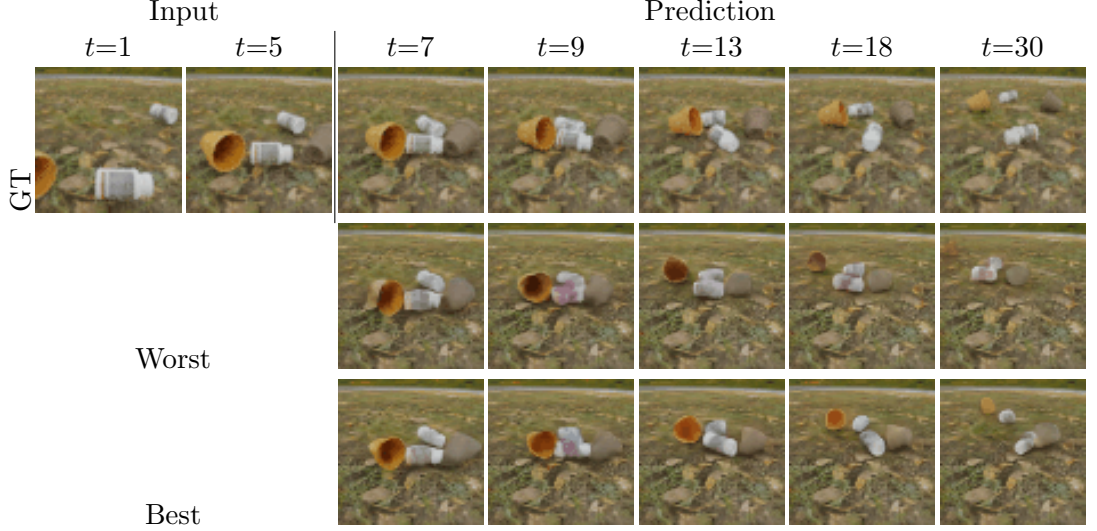 Input Prediction
t=1 t=5 t=7 t=9 t=13 t=18 t=30
GT
Worst
Best